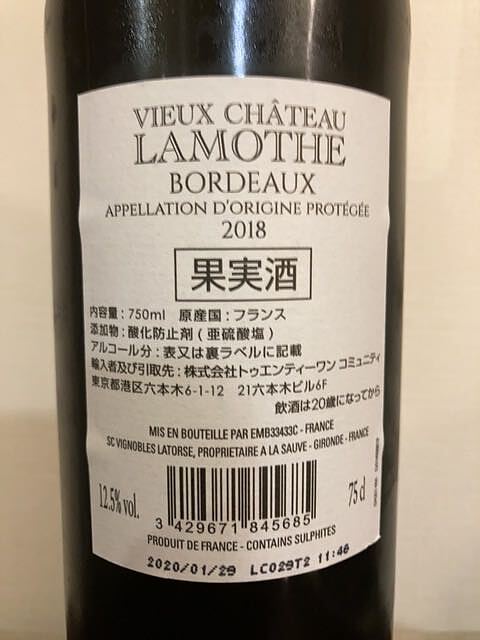 VIEUX CHÂTEAU
LAMOTHE
BORDEAUX
APPELLATION D'ORIGINE PROTÉGÉE
2018
果実酒
内容量：750ml 原産国：フランス
添加物：酸化防止剤（亜硫酸塩）
アルコール分：表又は裏ラベルに記載
輸入者及び引取先：株式会社トゥエンティーワン コミュニティ
東京都港区六本木6-1-12 21六本木ビル6F
飲酒は20歳になってから
MIS EN BOUTEILLE PAR EMB33433C - FRANCE
SC VIGNOBLES LATORSE, PROPRIETAIRE A LA SAUVE - GIRONDE - FRANCE
12.5% vol.
75 cl
3 429671 845685
PRODUIT DE FRANCE - CONTAINS SULPHITES
2020/01/29 LC029T2 11:46